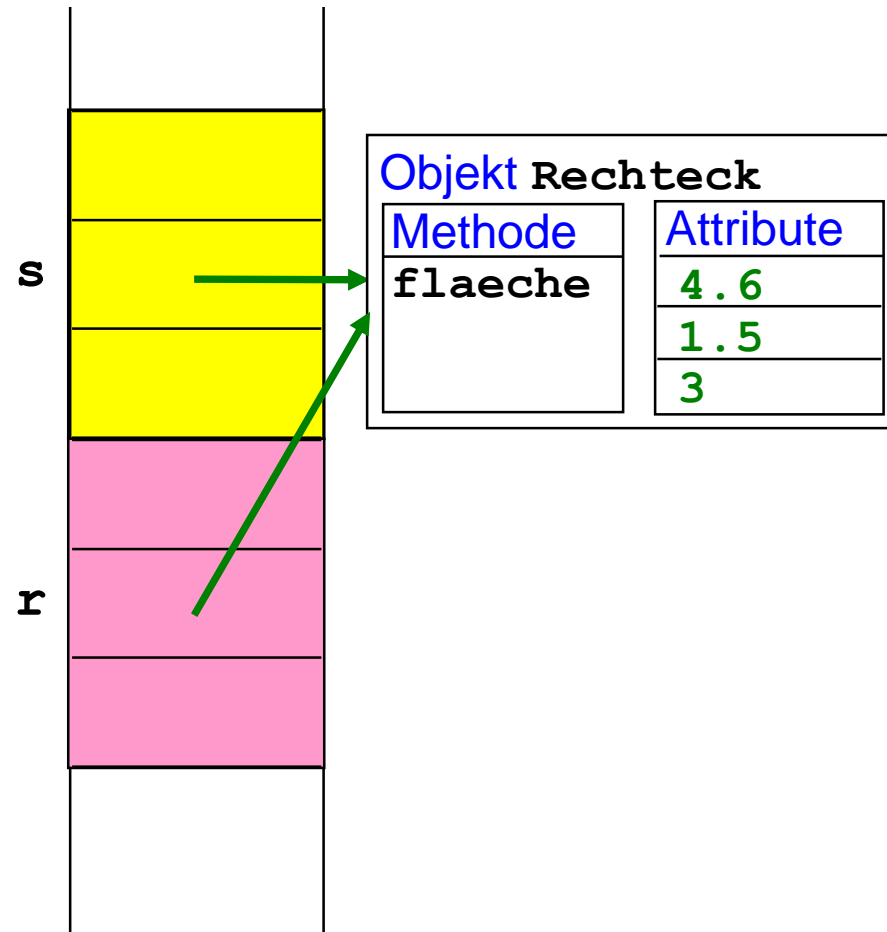 Objekt Rechteck
Methode
Attribute
s
flaeche
4.6
1.5
3
r